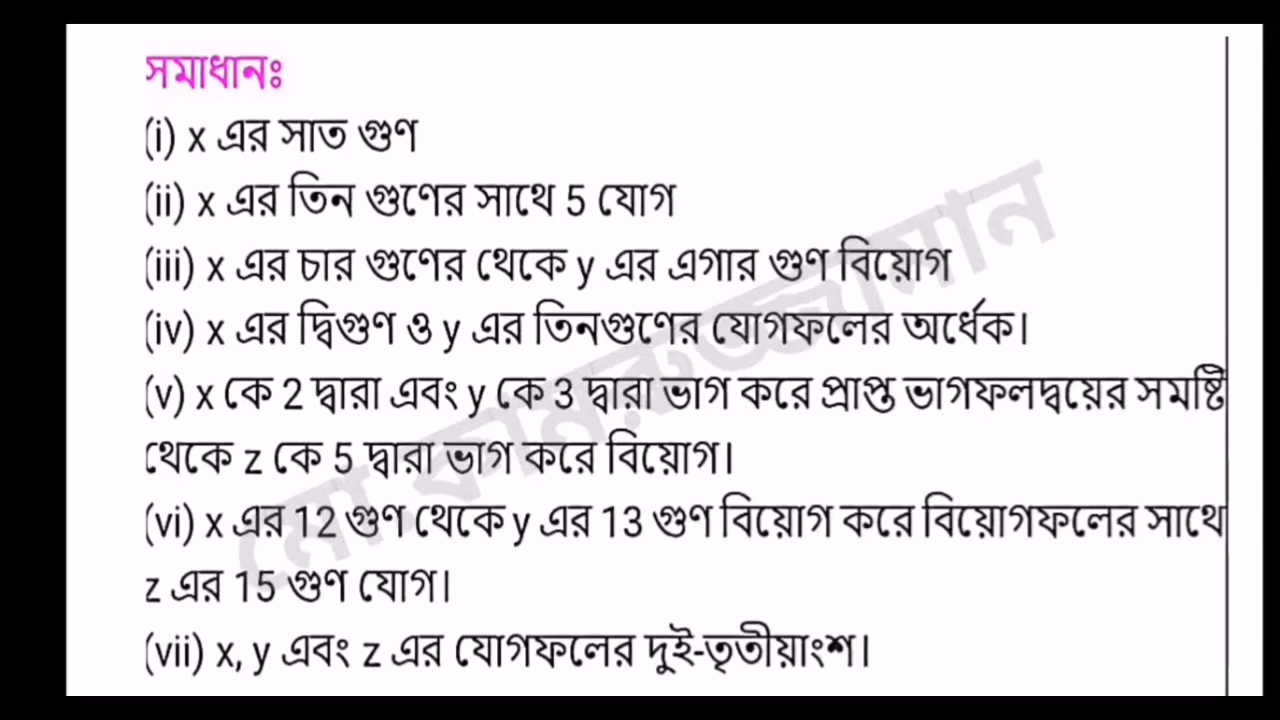 সমাধানঃ
(i) x এর সাত গুণ
(ii) x এর তিন গুণের সাথে 5 যোগ
(iii) x এর চার গুণের থেকে y এর এগার গুণ বিয়োগ
(iv) x এর দ্বিগুণ ও y এর তিনগুণের যোগফলের অর্ধেক।
(v) x কে 2 দ্বারা এবং y কে 3 দ্বারা ভাগ করে প্রাপ্ত ভাগফলদ্বয়ের সমষ্টি
থেকে z কে 5 দ্বারা ভাগ করে বিয়োগ।
(vi) x এর 12 গুণ থেকে y এর 13 গুণ বিয়োগ করে বিয়োগফলের সাথে
z এর 15 গুণ যোগ।
(vii) x, y এবং z এর যোগফলের দুই-তৃতীয়াংশ।
মো.কামরুজ্জামান